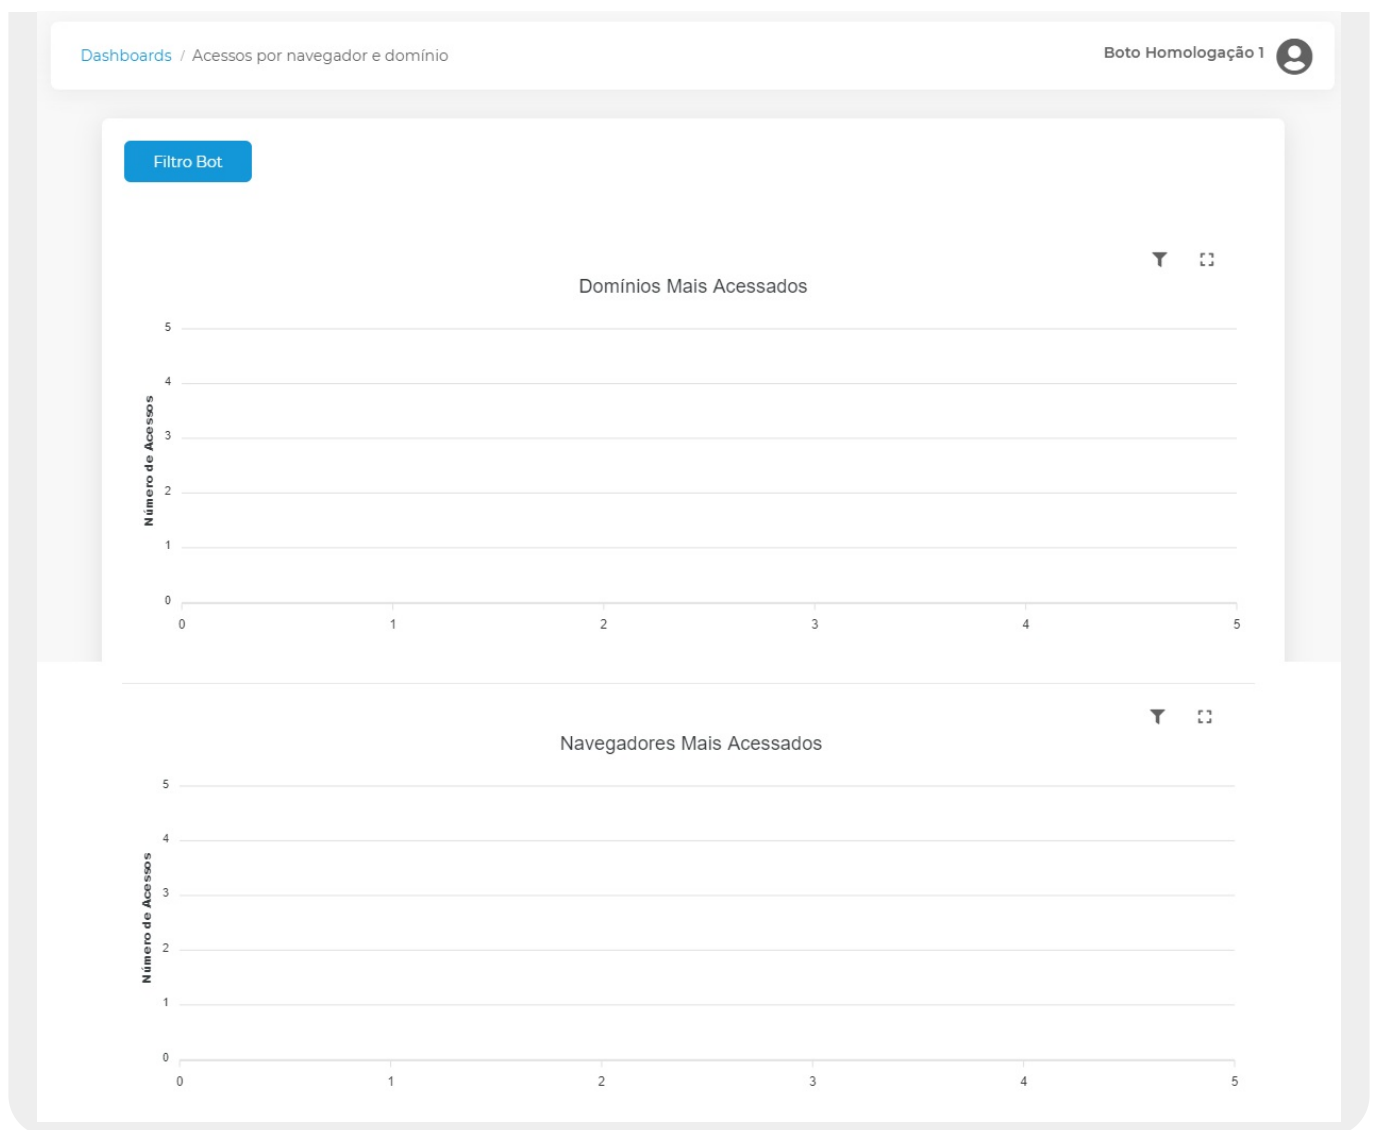 Dashboards / Acessos por navegador e domínio
Boto Homologação 1
Filtro Bot
Domínios Mais Acessados
Número de Acessos
5
4
3
2
1
0
0 1 2 3 4 5
Navegadores Mais Acessados
Número de Acessos
5
4
3
2
1
0
0 1 2 3 4 5